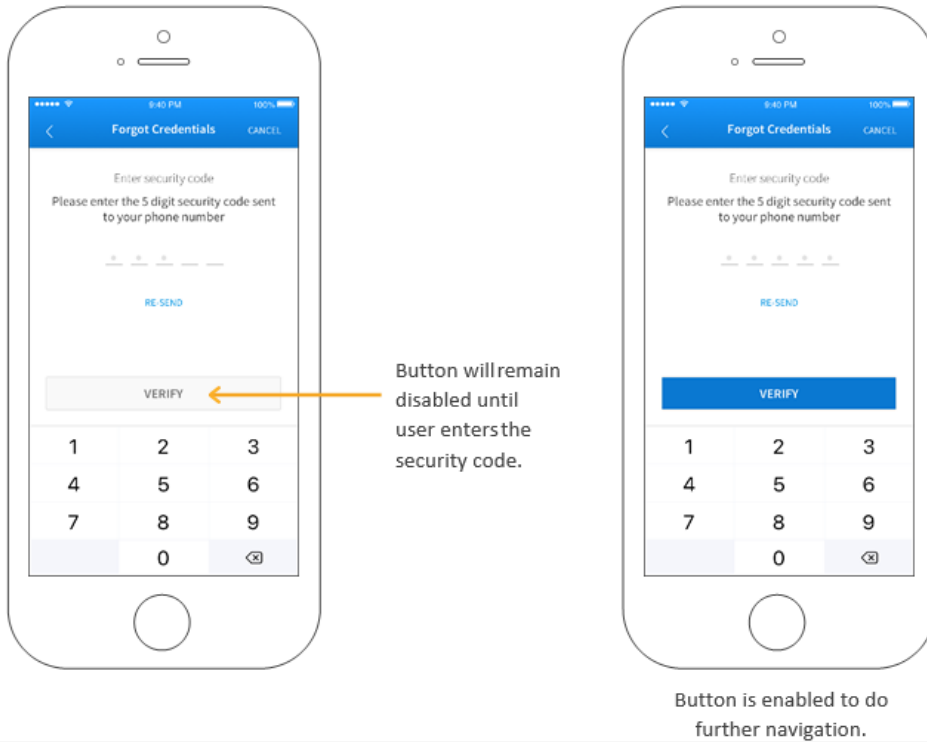 9:40 PM 100%
Forgot Credentials CANCEL
Enter security code
Please enter the 5 digit security code sent
to your phone number
* * *
RE-SEND
VERIFY
1 2 3
4 5 6
7 8 9
0
Button will remain
disabled until
user enters the
security code.
9:40 PM 100%
Forgot Credentials CANCEL
Enter security code
Please enter the 5 digit security code sent
to your phone number
* * * * *
RE-SEND
VERIFY
1 2 3
4 5 6
7 8 9
0
Button is enabled to do
further navigation.